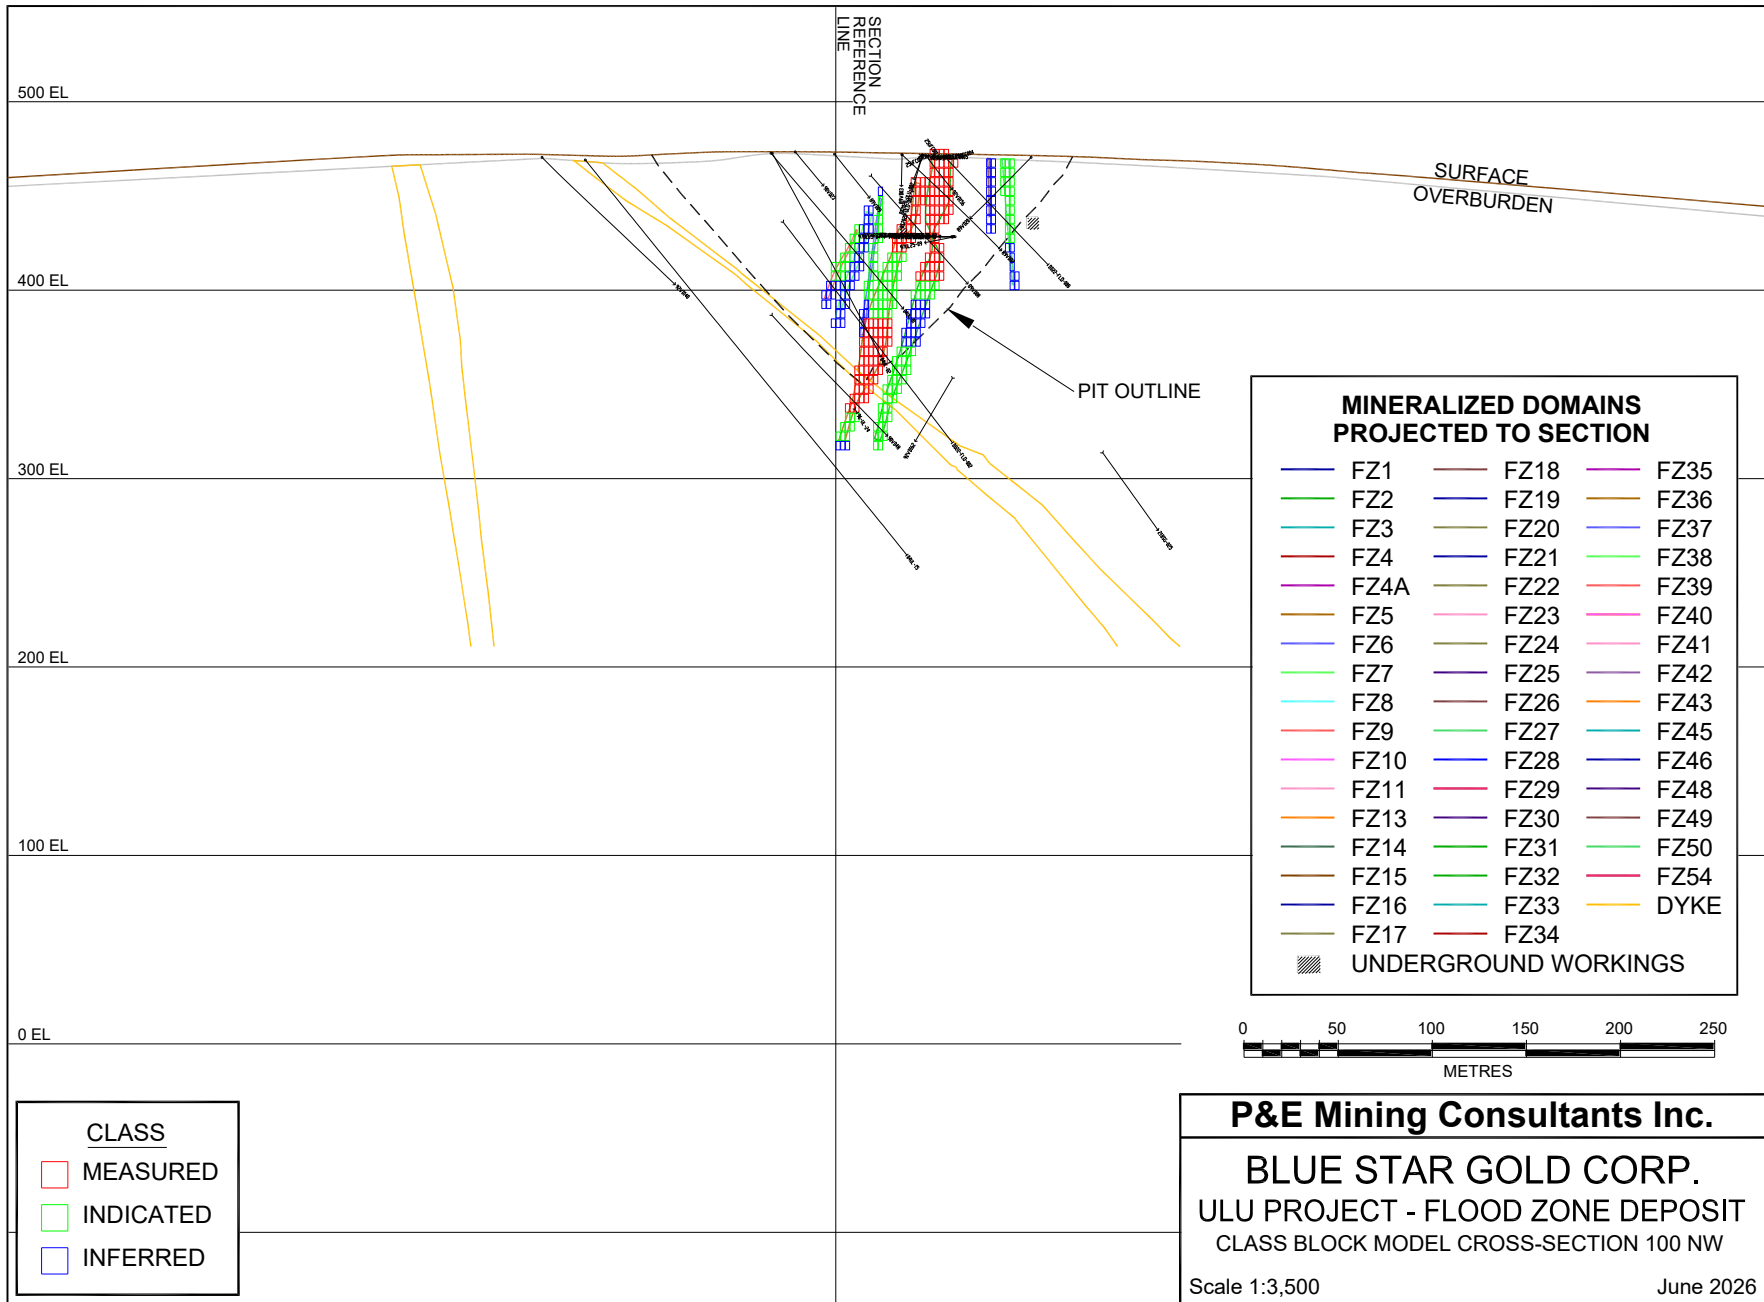 SECTION
REFERENCE
LINE
500 EL
SURFACE
OVERBURDEN
400 EL
PIT OUTLINE
300 EL
200 EL
100 EL
0 EL
MINERALIZED DOMAINS
PROJECTED TO SECTION
FZ1 FZ18 FZ35
FZ2 FZ19 FZ36
FZ3 FZ20 FZ37
FZ4 FZ21 FZ38
FZ4A FZ22 FZ39
FZ5 FZ23 FZ40
FZ6 FZ24 FZ41
FZ7 FZ25 FZ42
FZ8 FZ26 FZ43
FZ9 FZ27 FZ45
FZ10 FZ28 FZ46
FZ11 FZ29 FZ48
FZ13 FZ30 FZ49
FZ14 FZ31 FZ50
FZ15 FZ32 FZ54
FZ16 FZ33 DYKE
FZ17 FZ34
UNDERGROUND WORKINGS
0 50 100 150 200 250
METRES
CLASS
MEASURED
INDICATED
INFERRED
P&E Mining Consultants Inc.
BLUE STAR GOLD CORP.
ULU PROJECT - FLOOD ZONE DEPOSIT
CLASS BLOCK MODEL CROSS-SECTION 100 NW
Scale 1:3,500 June 2026